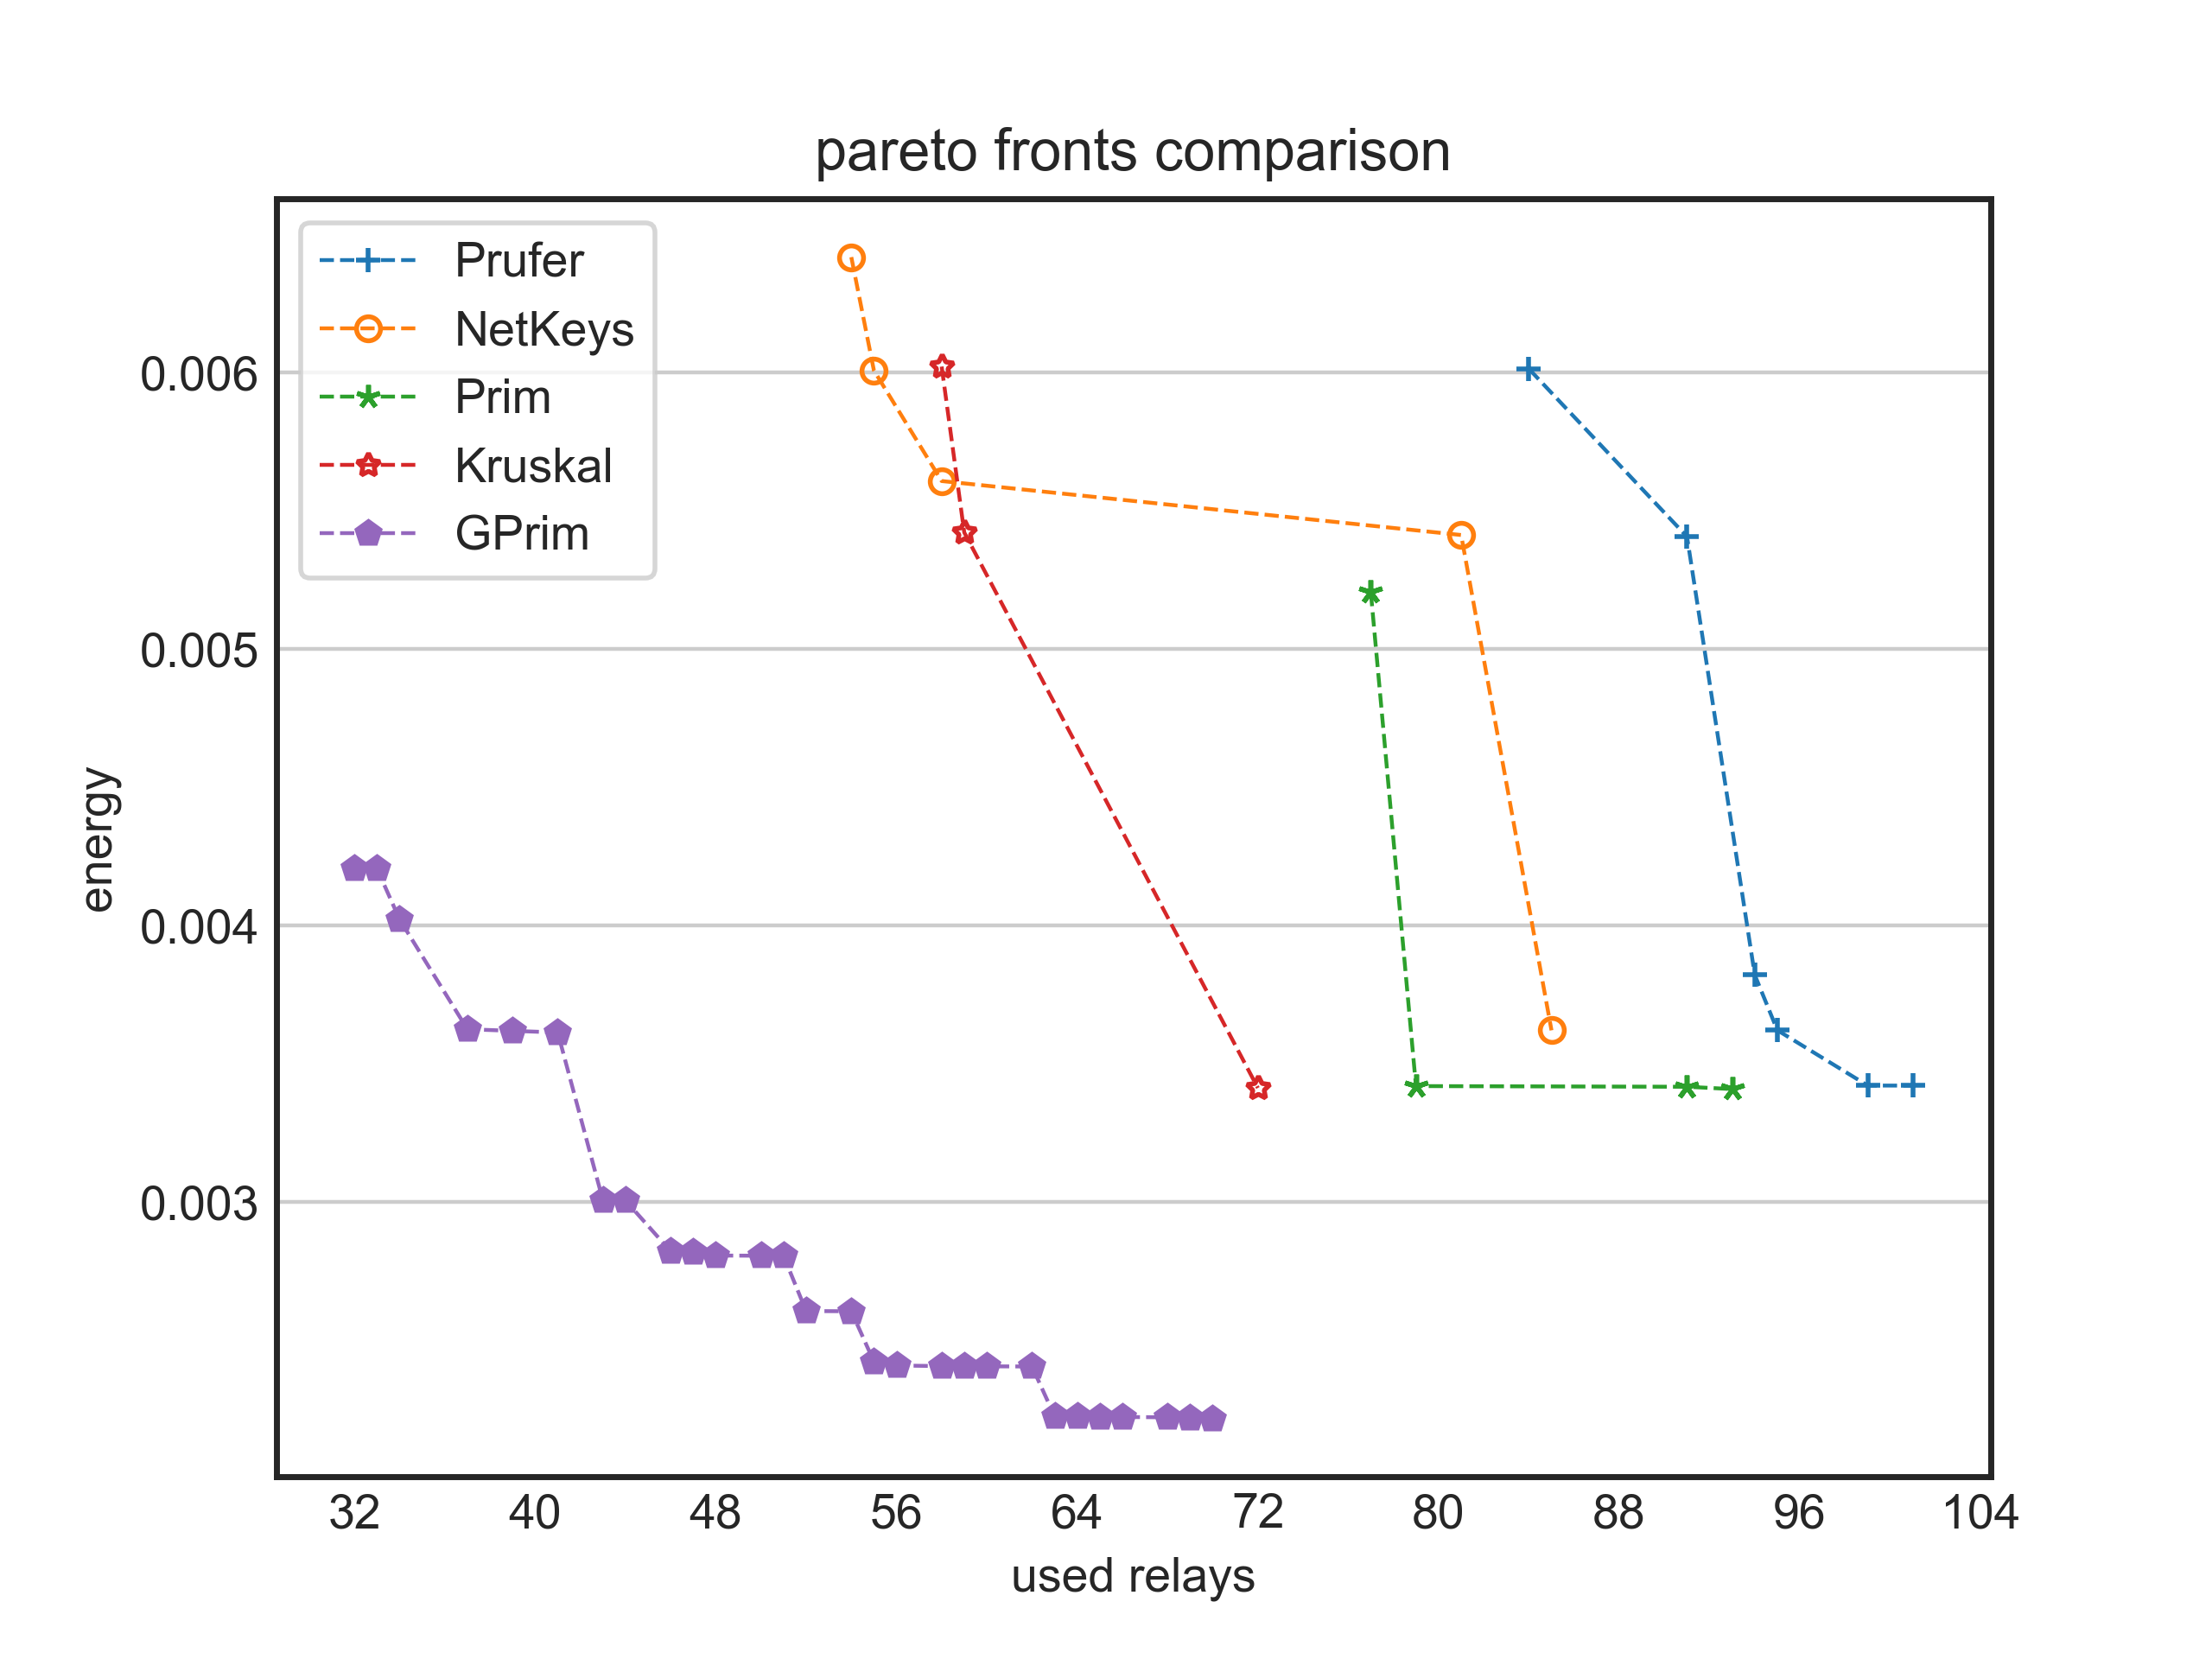 pareto fronts comparison
Prufer
NetKeys
Prim
Kruskal
GPrim
0.006
0.005
0.004
0.003
energy
32 40 48 56 64 72 80 88 96 104
used relays